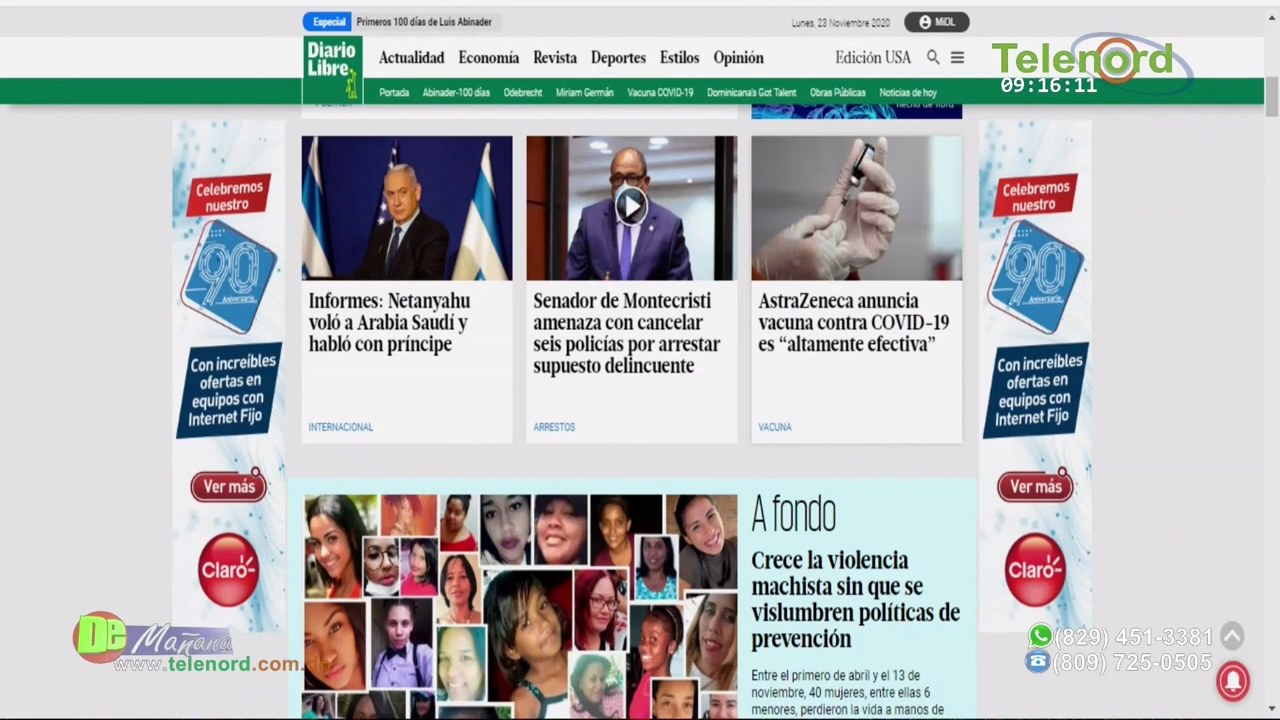 Especial Primeros 100 días de Luis Abinader
Lunes, 23 Noviembre 2020
MiDL
Diario
Libre.
Actualidad Economía Revista Deportes Estilos Opinión
Edición USA
Telenord
09:16:11
Portada Abinader-100 días Odebrecht Miriam Germán Vacuna COVID-19 Dominicana's Got Talent Obras Públicas Noticias de hoy
hecho de fibra
Celebremos
nuestro
90
Aniversario
Con increíbles
ofertas en
equipos con
Internet Fijo
Ver más
Claro
Informes: Netanyahu
voló a Arabia Saudí y
habló con príncipe
INTERNACIONAL
Senador de Montecristi
amenaza con cancelar
seis policías por arrestar
supuesto delincuente
ARRESTOS
AstraZeneca anuncia
vacuna contra COVID-19
es “altamente efectiva”
VACUNA
Celebremos
nuestro
90
Aniversario
Con increíbles
ofertas en
equipos con
Internet Fijo
Ver más
Claro
A fondo
Crece la violencia
machista sin que se
vislumbren políticas de
prevención
Entre el primero de abril y el 13 de
noviembre, 40 mujeres, entre ellas 6
menores, perdieron la vida a manos de
De Mañana
www.telenord.com.do
(829) 451-3381
(809) 725-0505